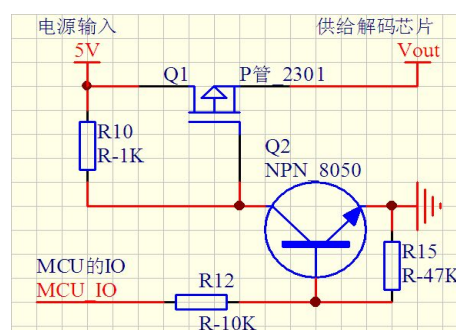 电源输入
供给解码芯片
5V
Vout
Q1
P管_2301
R10
R-1K
Q2
NPN_8050
MCU的IO
MCU_IO
R12
R-10K
R15
R-47K